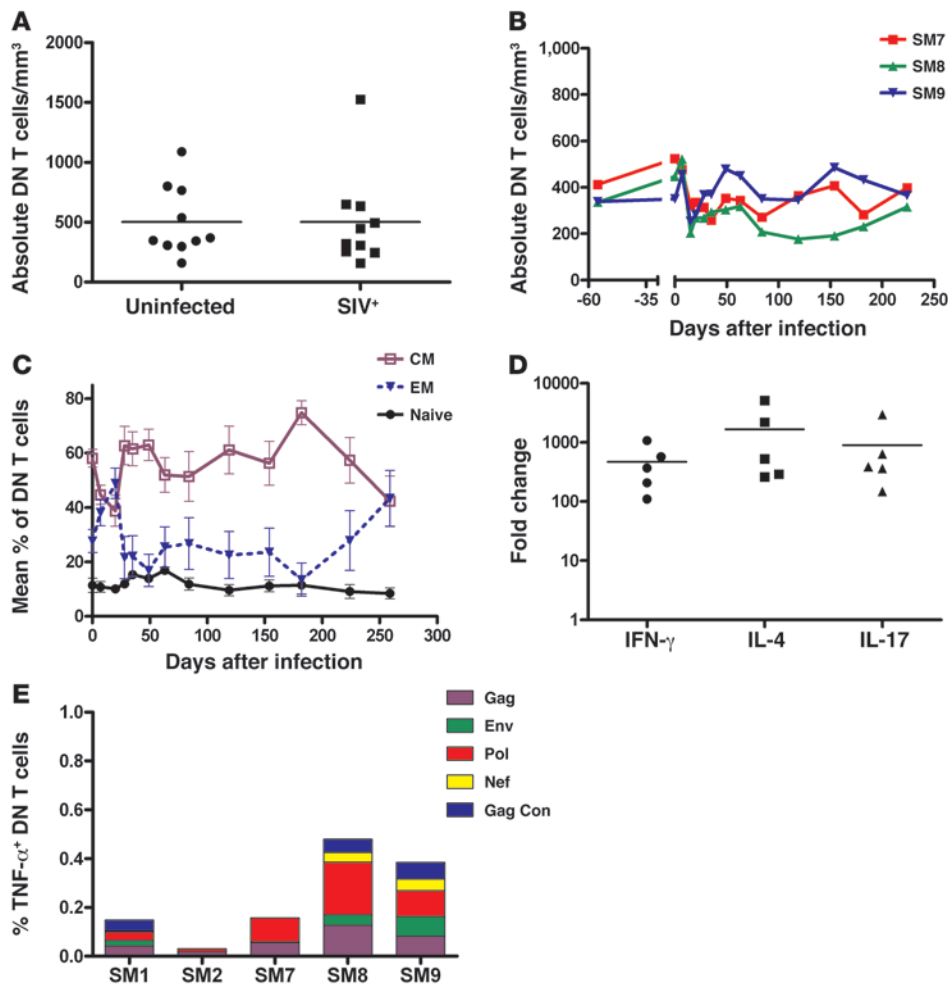 A
Absolute DN T cells/mm³
2000
1500
1000
500
0
Uninfected
SIV⁺
B
Absolute DN T cells/mm³
1,000
800
600
400
200
0
-60 -35 0 50 100 150 200 250
Days after infection
SM7
SM8
SM9
C
Mean % of DN T cells
80
60
40
20
0
0 50 100 150 200 250 300
Days after infection
CM
EM
Naive
D
Fold change
10000
1000
100
10
1
IFN-γ
IL-4
IL-17
E
% TNF-α⁺ DN T cells
1.0
0.8
0.6
0.4
0.2
0.0
SM1 SM2 SM7 SM8 SM9
Gag
Env
Pol
Nef
Gag Con